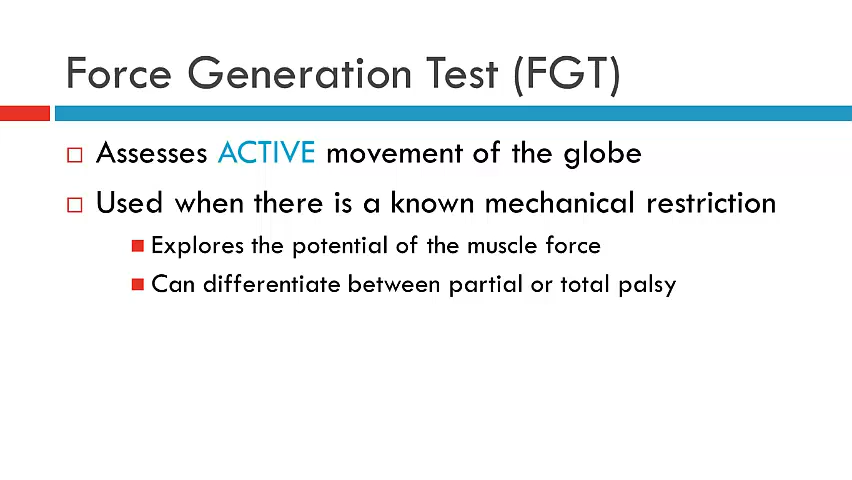 Force Generation Test (FGT)
Assesses ACTIVE movement of the globe
Used when there is a known mechanical restriction
Explores the potential of the muscle force
Can differentiate between partial or total palsy